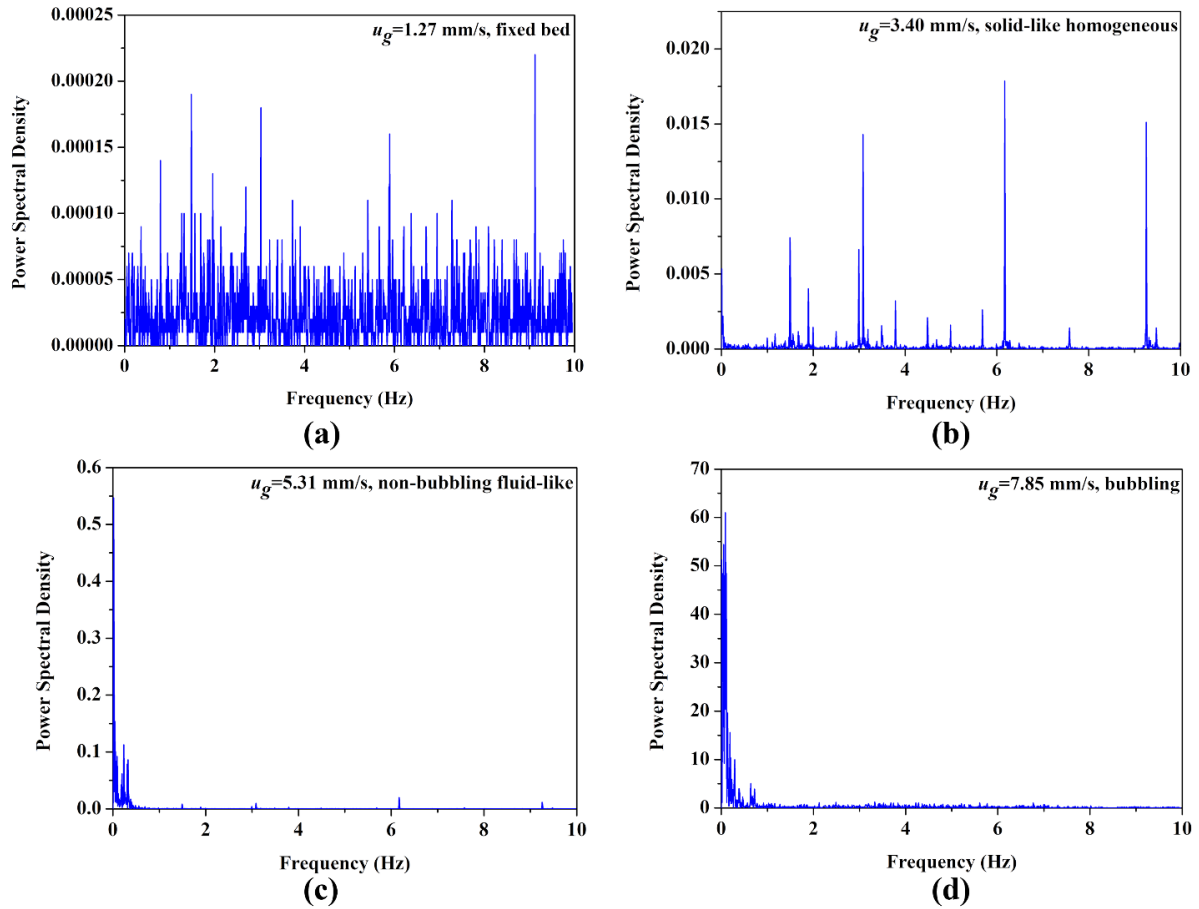 u_g=1.27 mm/s, fixed bed
0.00025
0.00020
0.00015
0.00010
0.00005
0.00000
Power Spectral Density
0 2 4 6 8 10
Frequency (Hz)
(a)
u_g=3.40 mm/s, solid-like homogeneous
0.020
0.015
0.010
0.005
0.000
Power Spectral Density
0 2 4 6 8 10
Frequency (Hz)
(b)
u_g=5.31 mm/s, non-bubbling fluid-like
0.6
0.5
0.4
0.3
0.2
0.1
0.0
Power Spectral Density
0 2 4 6 8 10
Frequency (Hz)
(c)
u_g=7.85 mm/s, bubbling
70
60
50
40
30
20
10
0
Power Spectral Density
0 2 4 6 8 10
Frequency (Hz)
(d)